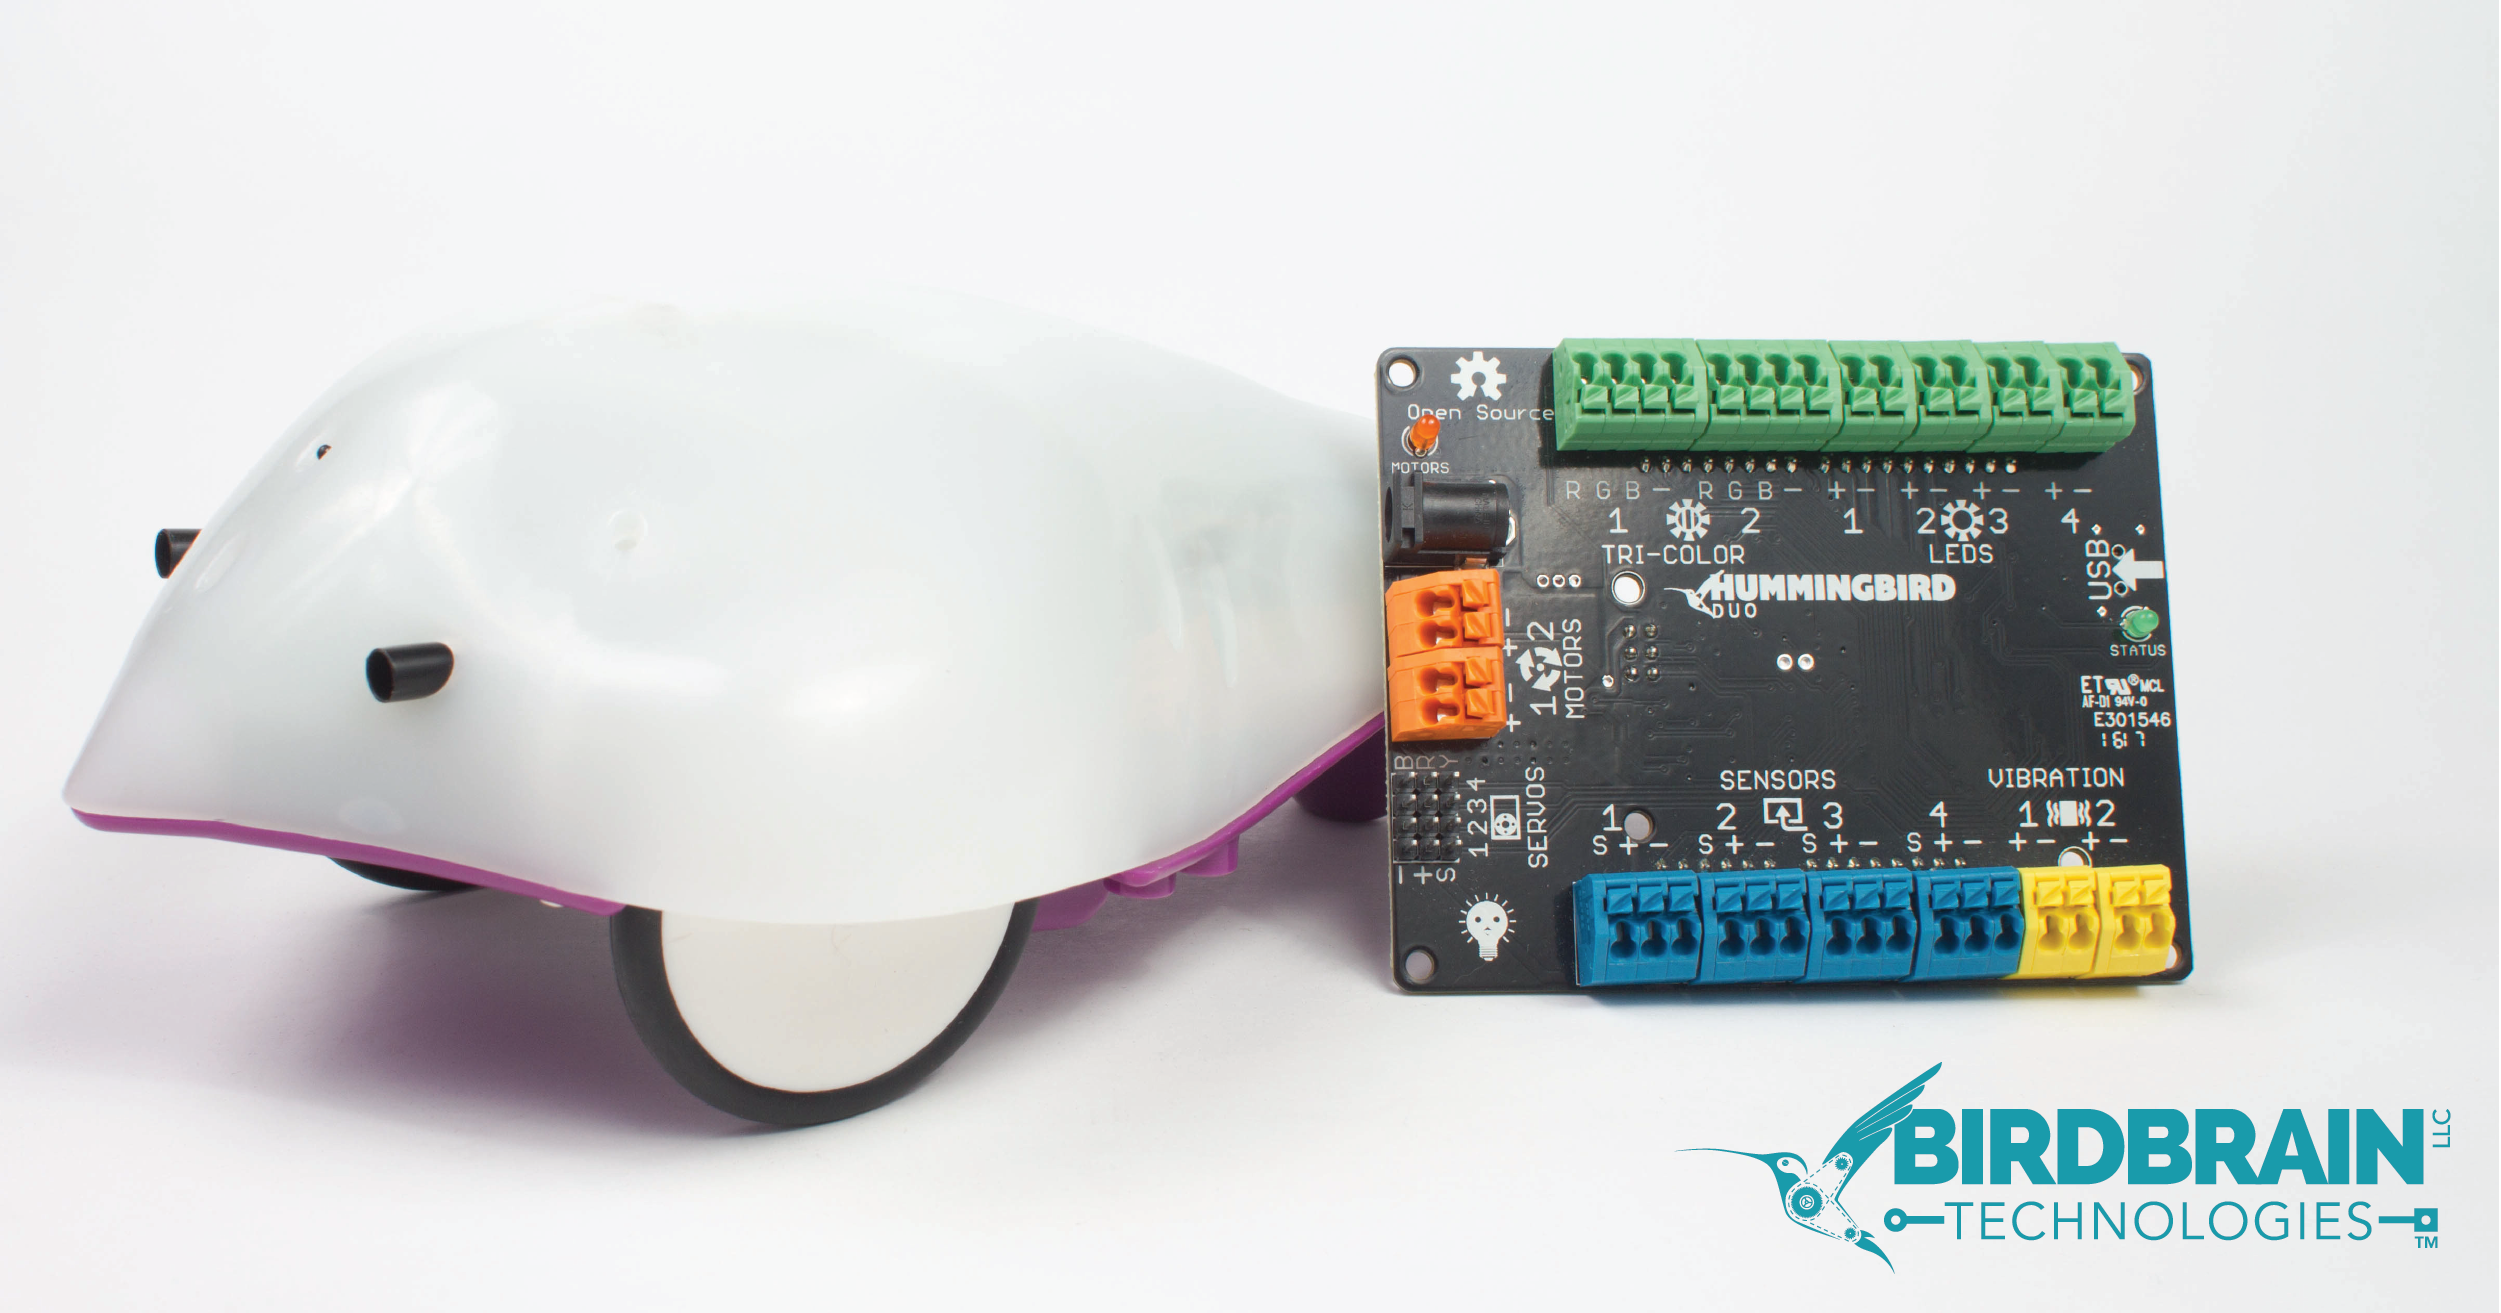 Open Source
MOTORS
R G B - R G B - + - + - + - + -
1 2 1 2 3 4
TRI-COLOR LEDS
USB
HUMMINGBIRD
DUO
STATUS
- + - +
1 2
MOTORS
ET ® MCL
AF-D1 94V-0
E301546
1617
B R Y
1 2 3 4
SERVOS
- + S
SENSORS VIBRATION
1 2 3 4 1 2
S + - S + - S + - S + - + - + -
BIRDBRAIN LLC
TECHNOLOGIES
TM